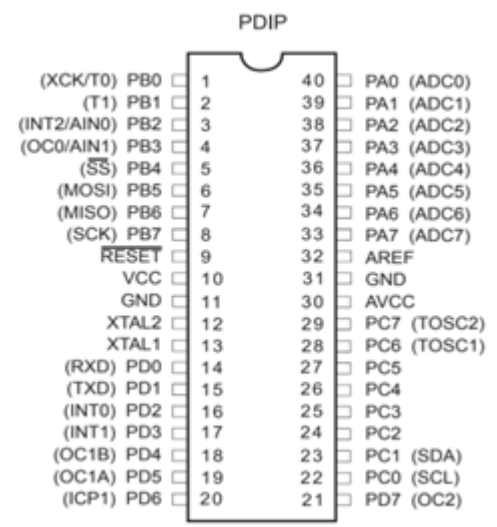 PDIP
(XCK/T0) PB0 1 40 PA0 (ADC0)
(T1) PB1 2 39 PA1 (ADC1)
(INT2/AIN0) PB2 3 38 PA2 (ADC2)
(OC0/AIN1) PB3 4 37 PA3 (ADC3)
(SS) PB4 5 36 PA4 (ADC4)
(MOSI) PB5 6 35 PA5 (ADC5)
(MISO) PB6 7 34 PA6 (ADC6)
(SCK) PB7 8 33 PA7 (ADC7)
RESET 9 32 AREF
VCC 10 31 GND
GND 11 30 AVCC
XTAL2 12 29 PC7 (TOSC2)
XTAL1 13 28 PC6 (TOSC1)
(RXD) PD0 14 27 PC5
(TXD) PD1 15 26 PC4
(INT0) PD2 16 25 PC3
(INT1) PD3 17 24 PC2
(OC1B) PD4 18 23 PC1 (SDA)
(OC1A) PD5 19 22 PC0 (SCL)
(ICP1) PD6 20 21 PD7 (OC2)